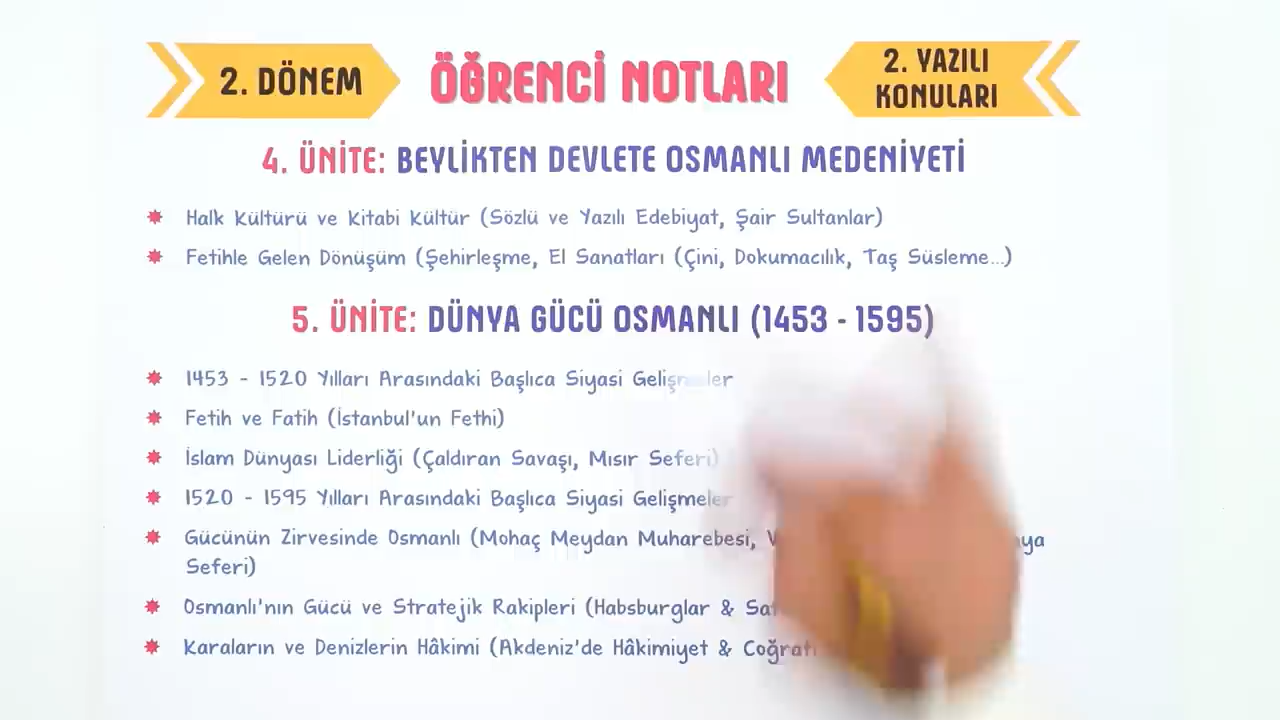 2. DÖNEM
ÖĞRENCİ NOTLARI
2. YAZILI
KONULARI
4. ÜNİTE: BEYLİKTEN DEVLETE OSMANLI MEDENİYETİ
Halk Kültürü ve Kitabi Kültür (Sözlü ve Yazılı Edebiyat, Şair Sultanlar)
Fetihle Gelen Dönüşüm (Şehirleşme, El Sanatları (Çini, Dokumacılık, Taş Süsleme...)
5. ÜNİTE: DÜNYA GÜCÜ OSMANLI (1453 - 1595)
1453 - 1520 Yılları Arasındaki Başlıca Siyasi Gelişmeler
Fetih ve Fatih (İstanbul'un Fethi)
İslam Dünyası Liderliği (Çaldıran Savaşı, Mısır Seferi)
1520 - 1595 Yılları Arasındaki Başlıca Siyasi Gelişmeler
Gücünün Zirvesinde Osmanlı (Mohaç Meydan Muharebesi,
Seferi)
Osmanlı'nın Gücü ve Stratejik Rakipleri (Habsburglar &
Karaların ve Denizlerin Hâkimi (Akdeniz'de Hâkimiyet &